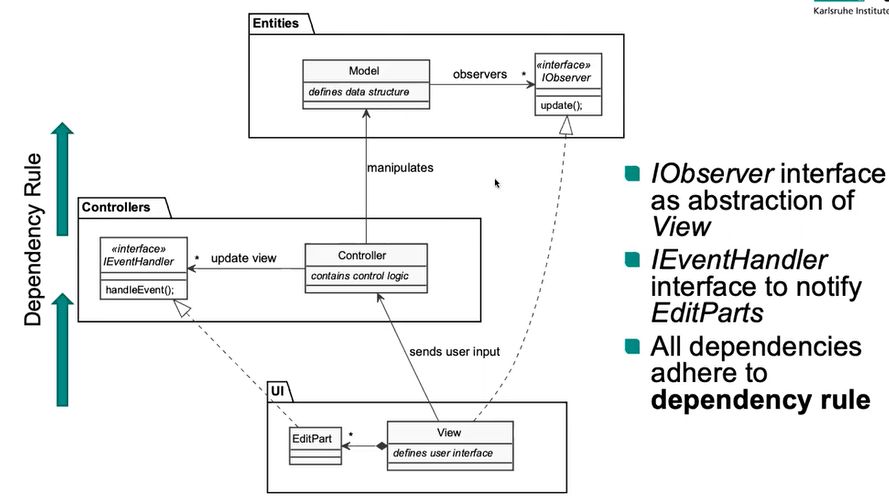 Karlsruhe Institute
Entities
Model
defines data structure
observers
*
«interface»
IObserver
update();
manipulates
Dependency Rule
Controllers
«interface»
IEventHandler
handleEvent();
*
update view
Controller
contains control logic
sends user input
UI
EditPart
*
View
defines user interface
IObserver interface
as abstraction of
View
IEventHandler
interface to notify
EditParts
All dependencies
adhere to
dependency rule